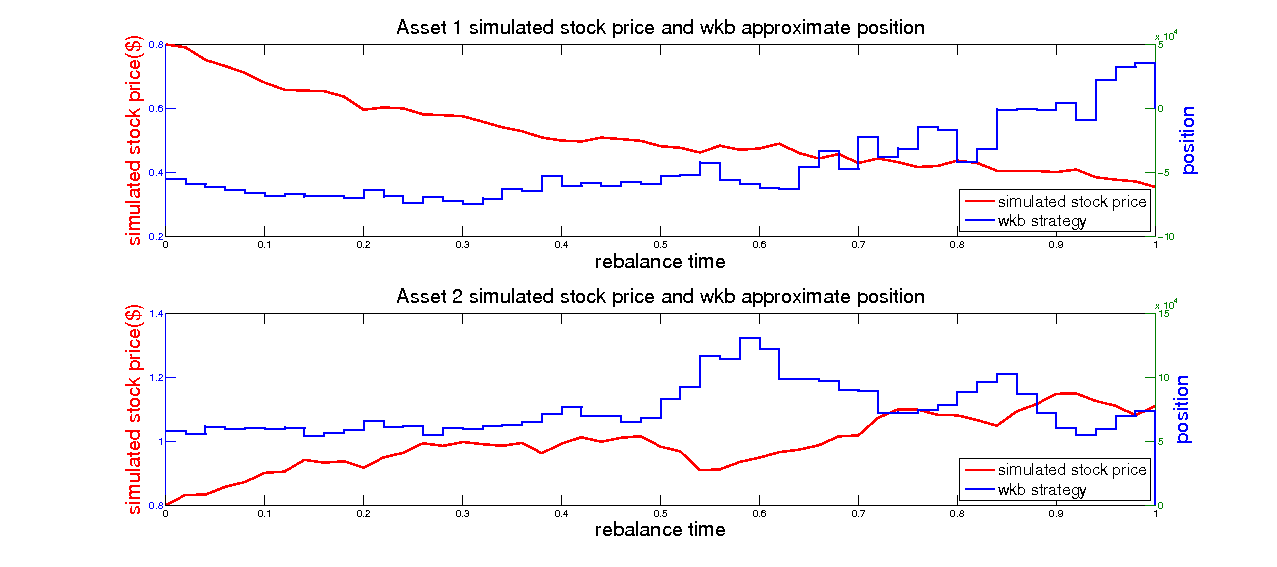 Asset 1 simulated stock price and wkb approximate position
x 10^4
simulated stock price($)
0.8
0.6
0.4
0.2
5
0
-5
-10
position
simulated stock price
wkb strategy
0 0.1 0.2 0.3 0.4 0.5 0.6 0.7 0.8 0.9 1
rebalance time
Asset 2 simulated stock price and wkb approximate position
x 10^4
simulated stock price($)
1.4
1.2
1
0.8
15
10
5
0
position
simulated stock price
wkb strategy
0 0.1 0.2 0.3 0.4 0.5 0.6 0.7 0.8 0.9 1
rebalance time